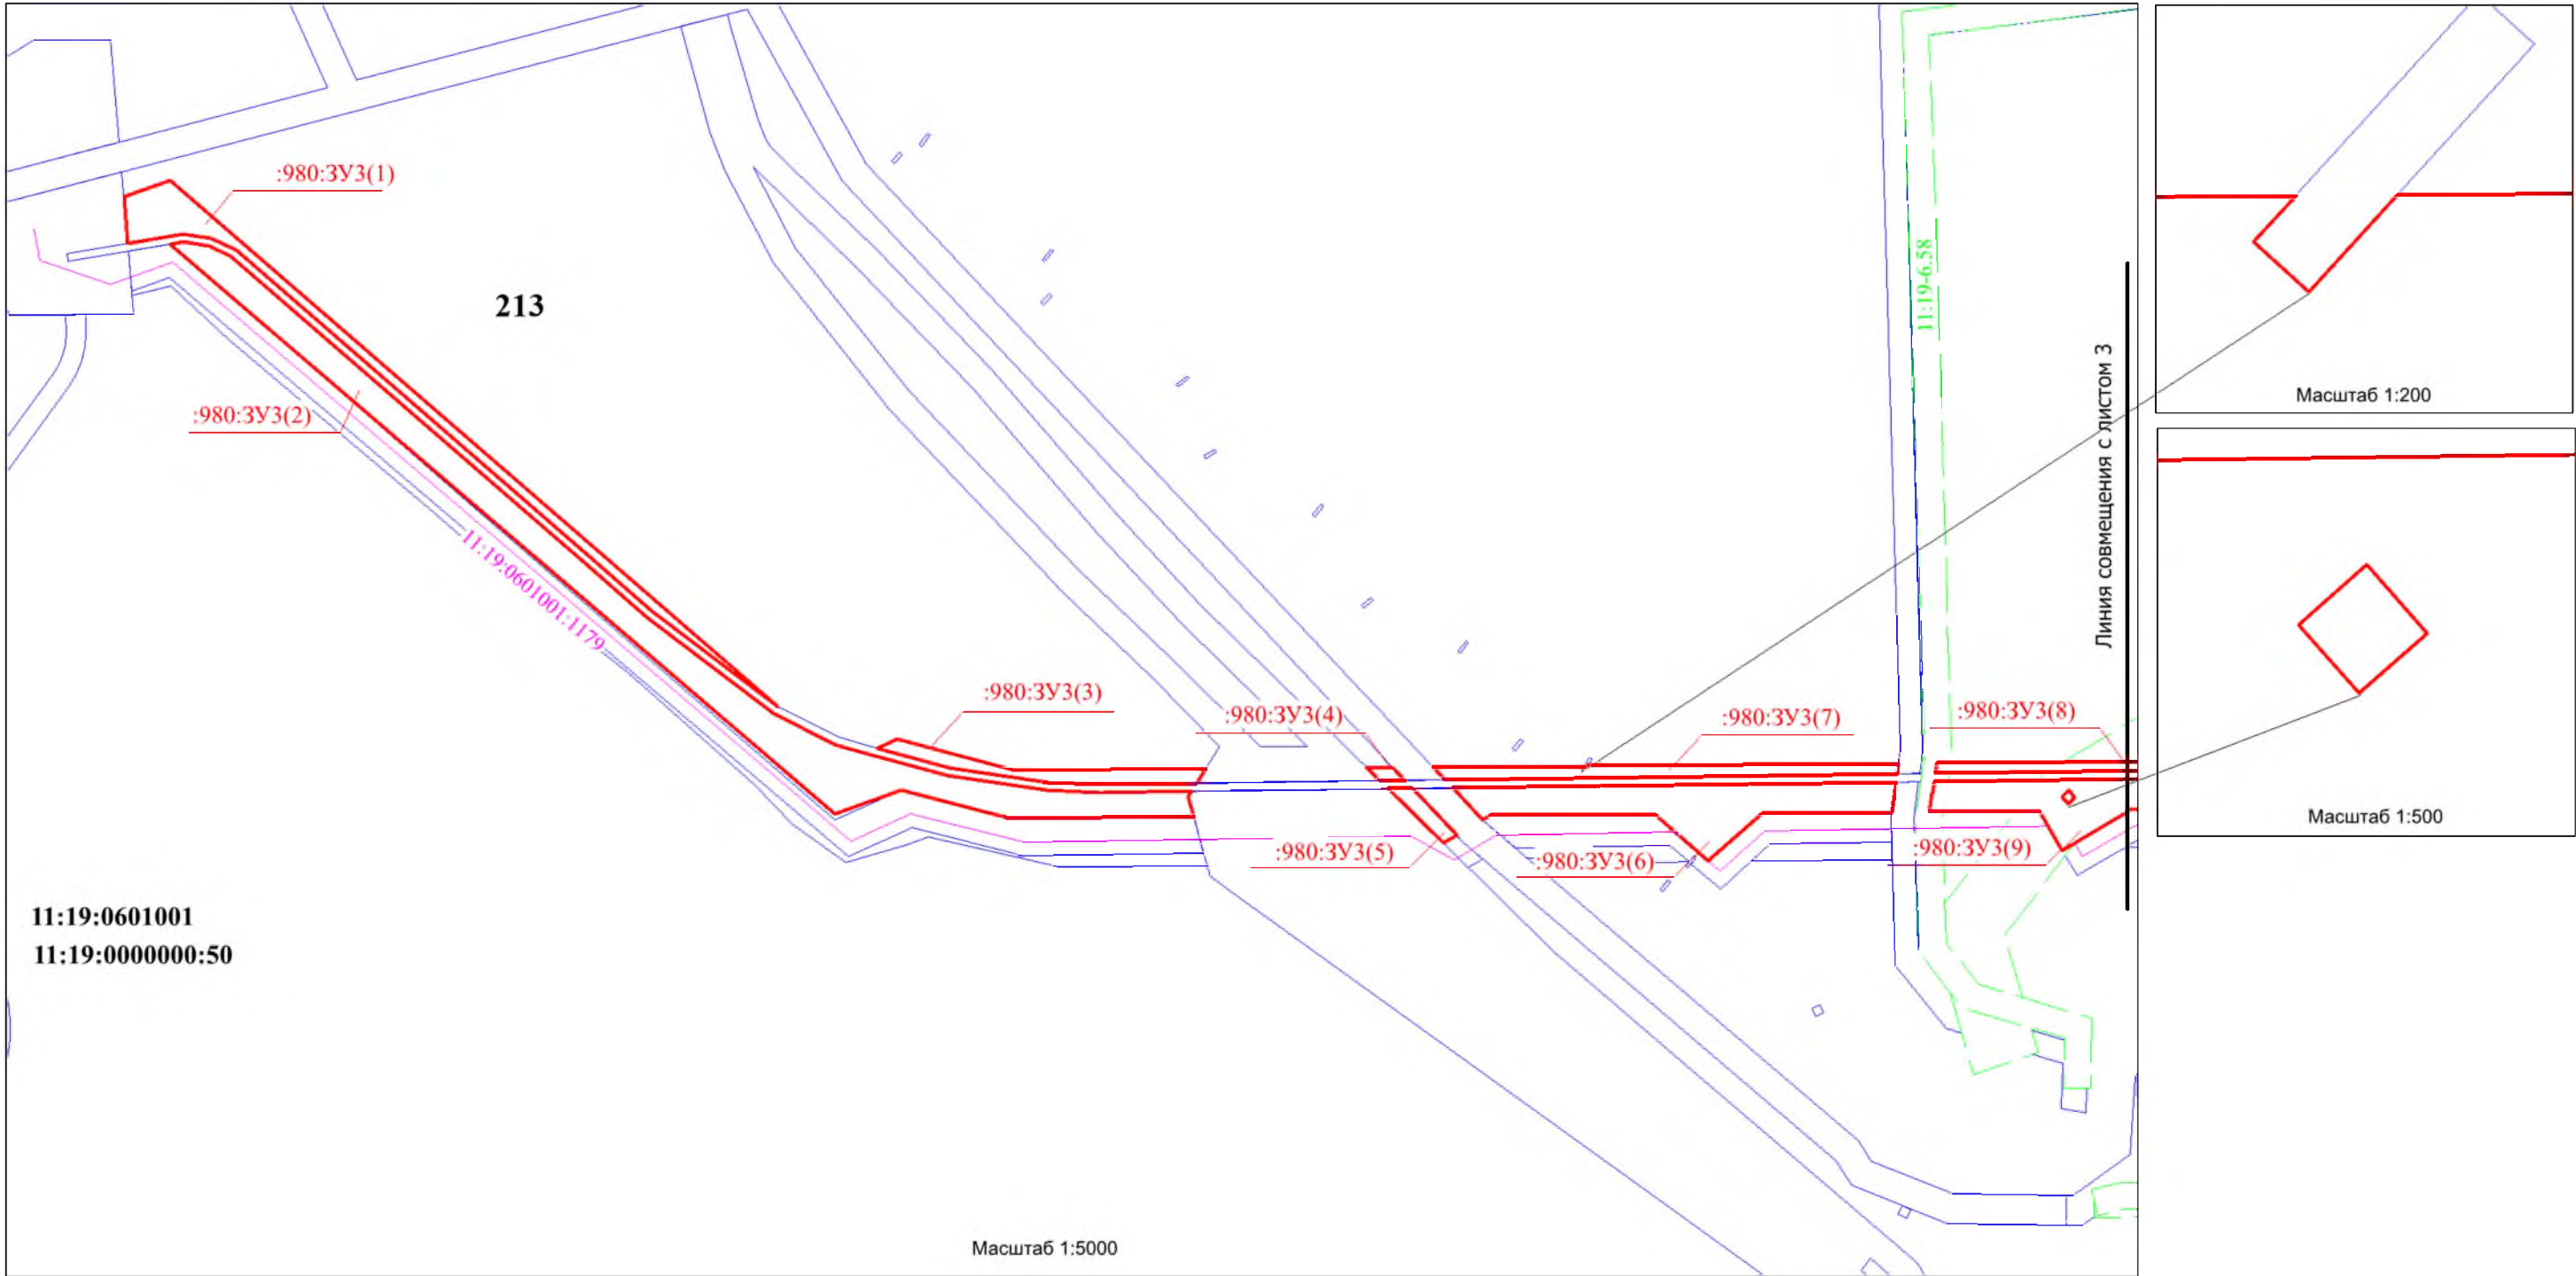 :980:ЗУ3(1)
213
:980:ЗУ3(2)
11:19:0601001:1179
:980:ЗУ3(3)
:980:ЗУ3(4)
:980:ЗУ3(5)
:980:ЗУ3(6)
:980:ЗУ3(7)
:980:ЗУ3(8)
:980:ЗУ3(9)
11:19-6.58
Линия совмещения с листом 3
11:19:0601001
11:19:0000000:50
Масштаб 1:5000
Масштаб 1:200
Масштаб 1:500